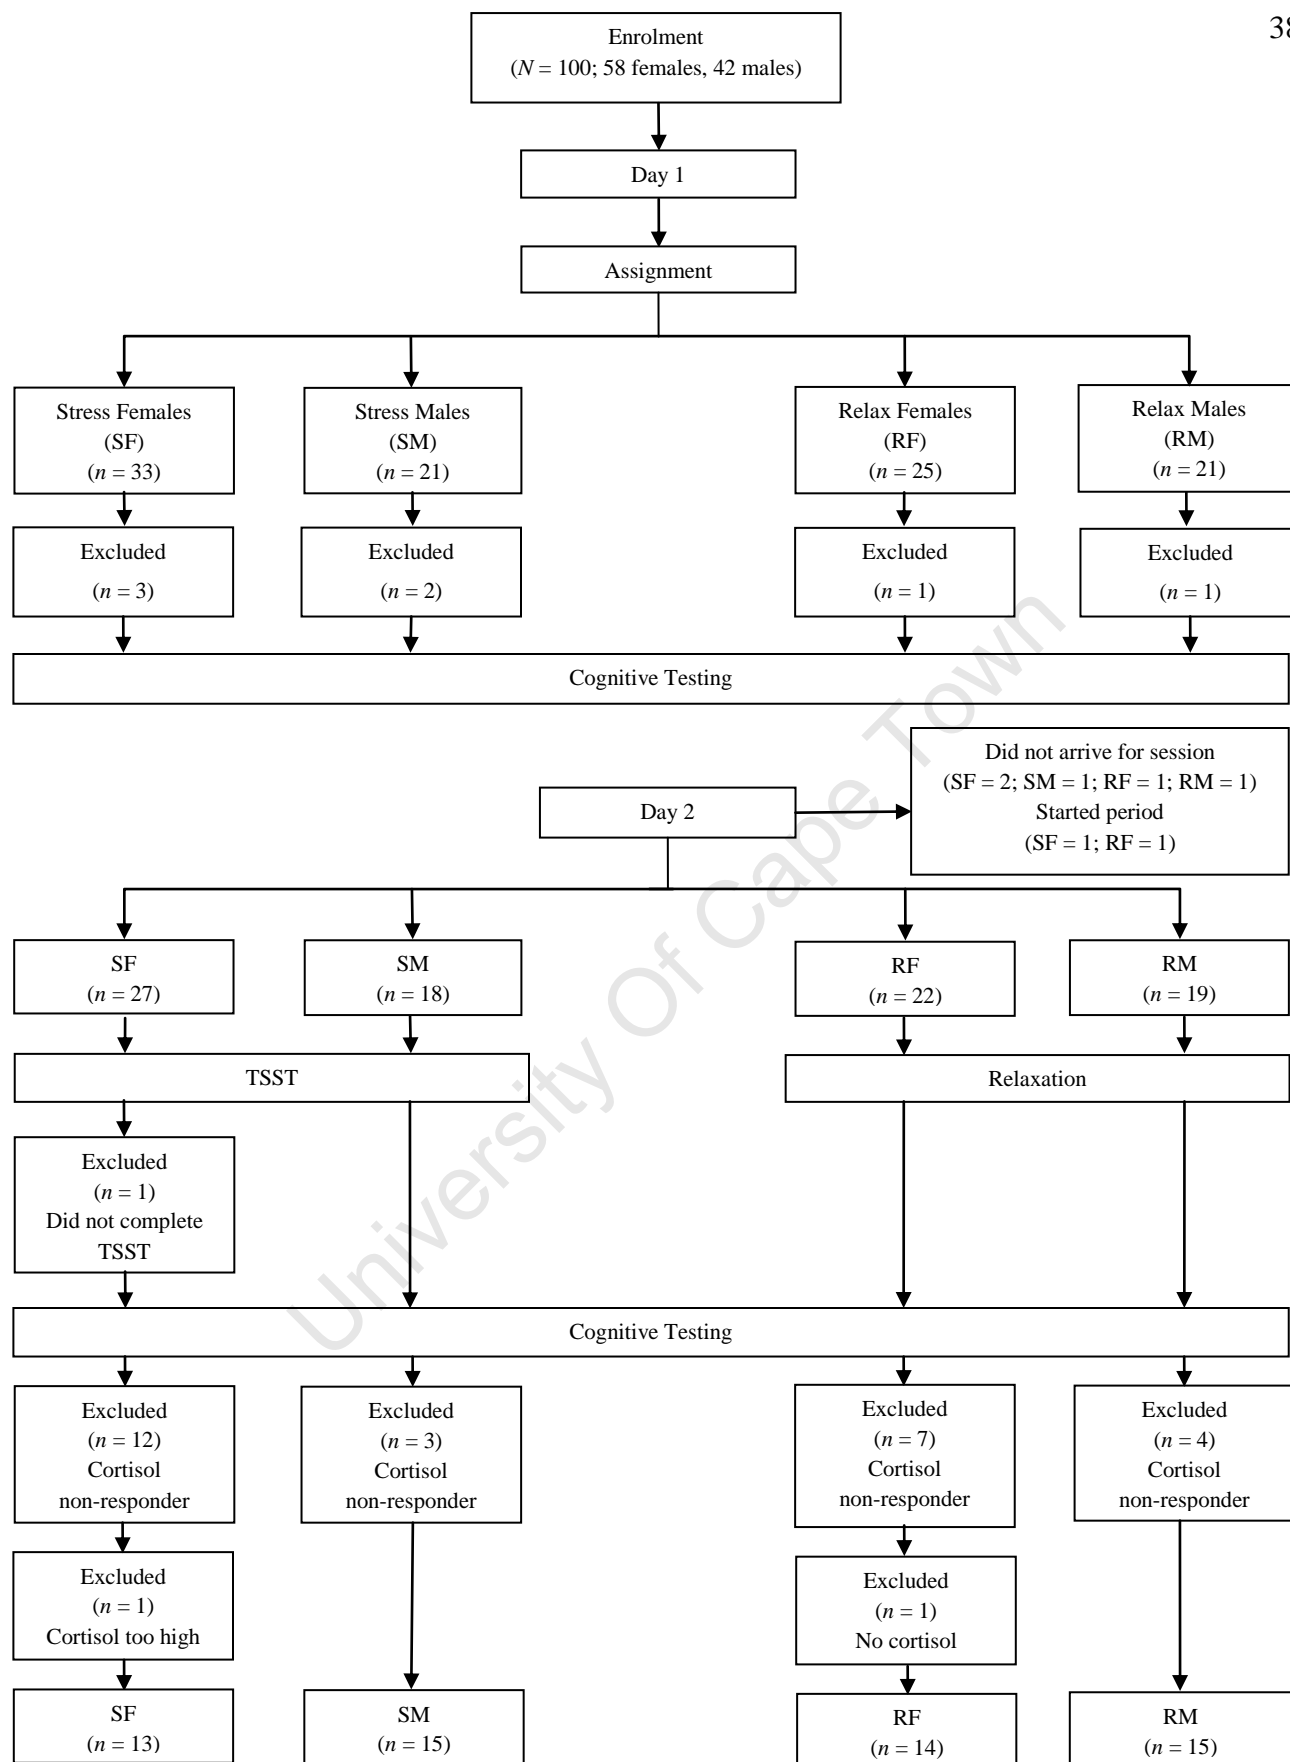 38
Enrolment
(N = 100; 58 females, 42 males)
Day 1
Assignment
Stress Females
(SF)
(n = 33)
Stress Males
(SM)
(n = 21)
Relax Females
(RF)
(n = 25)
Relax Males
(RM)
(n = 21)
Excluded
(n = 3)
Excluded
(n = 2)
Excluded
(n = 1)
Excluded
(n = 1)
Cognitive Testing
Did not arrive for session
(SF = 2; SM = 1; RF = 1; RM = 1)
Started period
(SF = 1; RF = 1)
Day 2
SF
(n = 27)
SM
(n = 18)
RF
(n = 22)
RM
(n = 19)
TSST
Relaxation
Excluded
(n = 1)
Did not complete
TSST
Cognitive Testing
Excluded
(n = 12)
Cortisol
non-responder
Excluded
(n = 3)
Cortisol
non-responder
Excluded
(n = 7)
Cortisol
non-responder
Excluded
(n = 4)
Cortisol
non-responder
Excluded
(n = 1)
Cortisol too high
Excluded
(n = 1)
No cortisol
SF
(n = 13)
SM
(n = 15)
RF
(n = 14)
RM
(n = 15)
University Of Cape Town